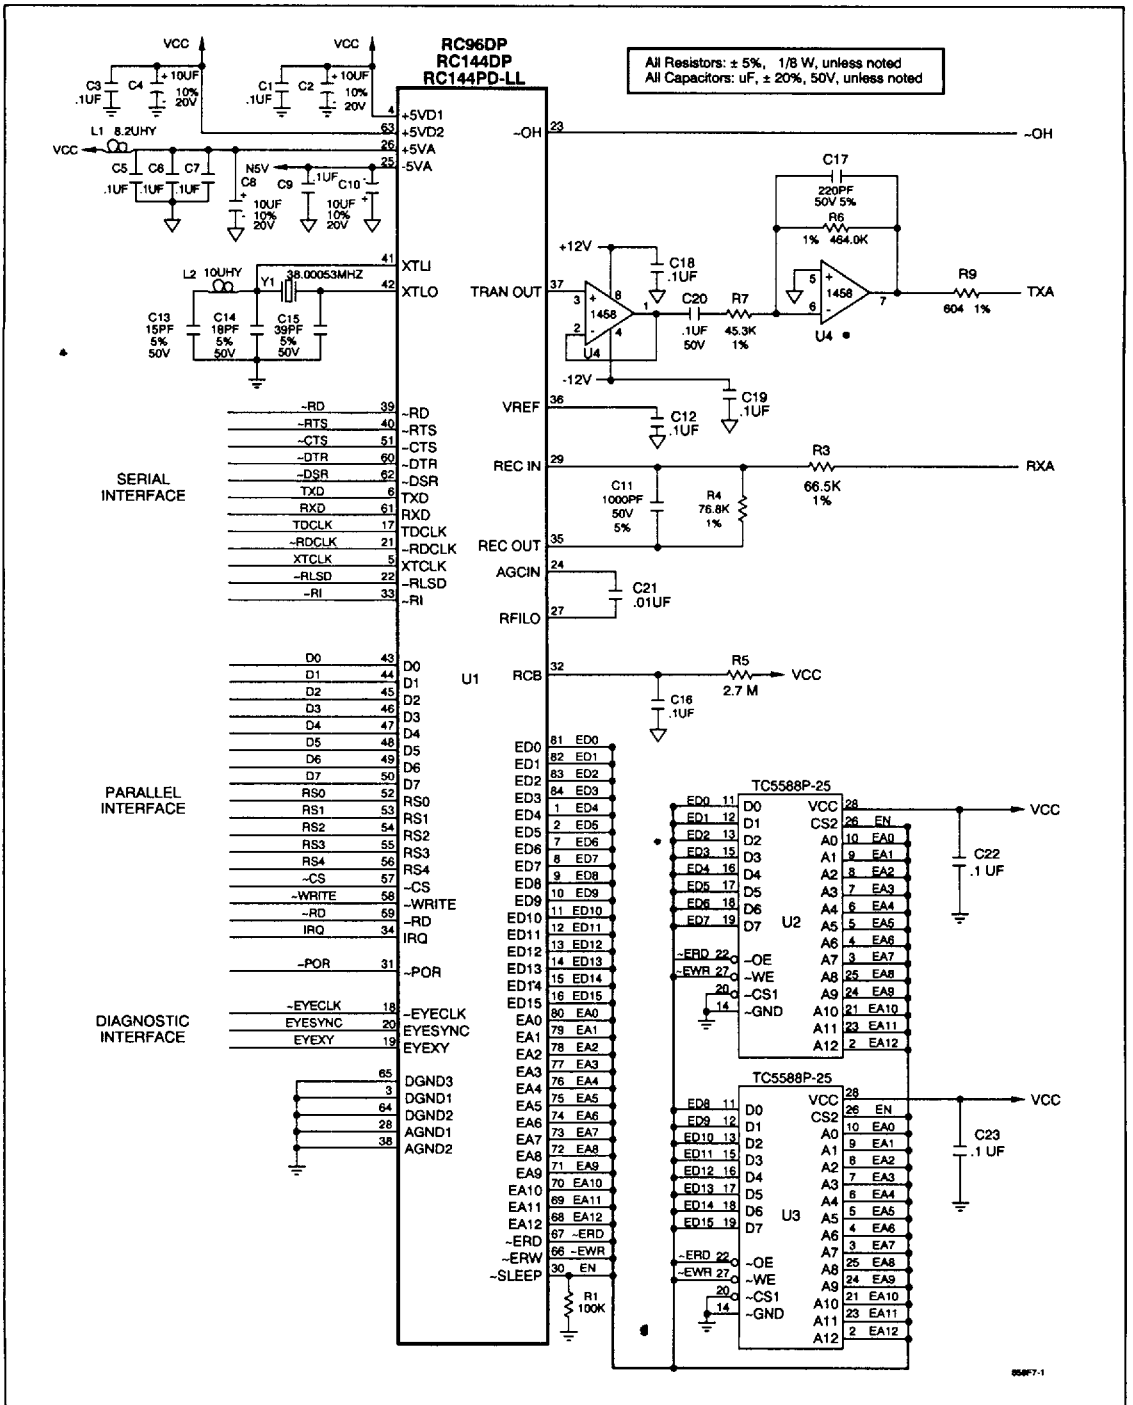 RC96DP
RC144DP
RC144PD-LL
All Resistors: ± 5%, 1/8 W, unless noted
All Capacitors: uF, ± 20%, 50V, unless noted
VCC
C3
.1UF
C4
+ 10UF
10%
20V
-
VCC
C1
.1UF
C2
+ 10UF
10%
20V
-
4 +5VD1
63 +5VD2
26 +5VA
25 -5VA
L1 8.2UHY
VCC
C5
.1UF
C6
.1UF
C7
.1UF
C8
+
10UF
10%
20V
-
N5V
C9
.1UF
C10
-
+
10UF
10%
20V
41 XTLI
42 XTLO
L2 10UHY
Y1
38.00053MHZ
C13
15PF
5%
50V
C14
18PF
5%
50V
C15
39PF
5%
50V
SERIAL
INTERFACE
~RD 39 ~RD
~RTS 40 ~RTS
~CTS 51 ~CTS
~DTR 60 ~DTR
~DSR 62 ~DSR
TXD 6 TXD
RXD 61 RXD
TDCLK 17 TDCLK
~RDCLK 21 ~RDCLK
XTCLK 5 XTCLK
~RLSD 22 ~RLSD
~RI 33 ~RI
PARALLEL
INTERFACE
D0 43 D0
D1 44 D1
D2 45 D2
D3 46 D3
D4 47 D4
D5 48 D5
D6 49 D6
D7 50 D7
RS0 52 RS0
RS1 53 RS1
RS2 54 RS2
RS3 55 RS3
RS4 56 RS4
~CS 57 ~CS
~WRITE 58 ~WRITE
~RD 59 ~RD
IRQ 34 IRQ
~POR 31 ~POR
DIAGNOSTIC
INTERFACE
~EYECLK 18 ~EYECLK
EYESYNC 20 EYESYNC
EYEXY 19 EYEXY
65 DGND3
3 DGND1
64 DGND2
28 AGND1
38 AGND2
U1
~OH 23 ~OH
TRAN OUT 37
3 +
2 -
1458
8
4
1
U4
+12V
C18
.1UF
-12V
C19
.1UF
C20
.1UF
50V
R7
45.3K
1%
C17
220PF
50V 5%
R6
1% 464.0K
5 +
6 -
1458
7
U4
R9
604 1%
TXA
VREF 36
C12
.1UF
REC IN 29
C11
1000PF
50V
5%
R4
76.8K
1%
R3
66.5K
1%
RXA
REC OUT 35
AGCIN 24
C21
.01UF
RFILO 27
RCB 32
C16
.1UF
R5
2.7 M
VCC
ED0 81 ED0
ED1 82 ED1
ED2 83 ED2
ED3 84 ED3
ED4 1 ED4
ED5 2 ED5
ED6 7 ED6
ED7 8 ED7
ED8 9 ED8
ED9 10 ED9
ED10 11 ED10
ED11 12 ED11
ED12 13 ED12
ED13 14 ED13
ED14 15 ED14
ED15 16 ED15
EA0 80 EA0
EA1 79 EA1
EA2 78 EA2
EA3 77 EA3
EA4 76 EA4
EA5 75 EA5
EA6 74 EA6
EA7 73 EA7
EA8 72 EA8
EA9 71 EA9
EA10 70 EA10
EA11 69 EA11
EA12 68 EA12
~ERD 67 ~ERD
~ERW 66 ~EWR
~SLEEP 30 EN
R1
100K
TC5588P-25
ED0 11 D0
ED1 12 D1
ED2 13 D2
ED3 15 D3
ED4 16 D4
ED5 17 D5
ED6 18 D6
ED7 19 D7
~ERD 22 ~OE
~EWR 27 ~WE
20 ~CS1
14 ~GND
U2
VCC 28
CS2 26 EN
A0 10 EA0
A1 9 EA1
A2 8 EA2
A3 7 EA3
A4 6 EA4
A5 5 EA5
A6 4 EA6
A7 3 EA7
A8 25 EA8
A9 24 EA9
A10 21 EA10
A11 23 EA11
A12 2 EA12
VCC
C22
.1 UF
TC5588P-25
ED8 11 D0
ED9 12 D1
ED10 13 D2
ED11 15 D3
ED12 16 D4
ED13 17 D5
ED14 18 D6
ED15 19 D7
~ERD 22 ~OE
~EWR 27 ~WE
20 ~CS1
14 ~GND
U3
VCC 28
CS2 26 EN
A0 10 EA0
A1 9 EA1
A2 8 EA2
A3 7 EA3
A4 6 EA4
A5 5 EA5
A6 4 EA6
A7 3 EA7
A8 25 EA8
A9 24 EA9
A10 21 EA10
A11 23 EA11
A12 2 EA12
VCC
C23
.1 UF